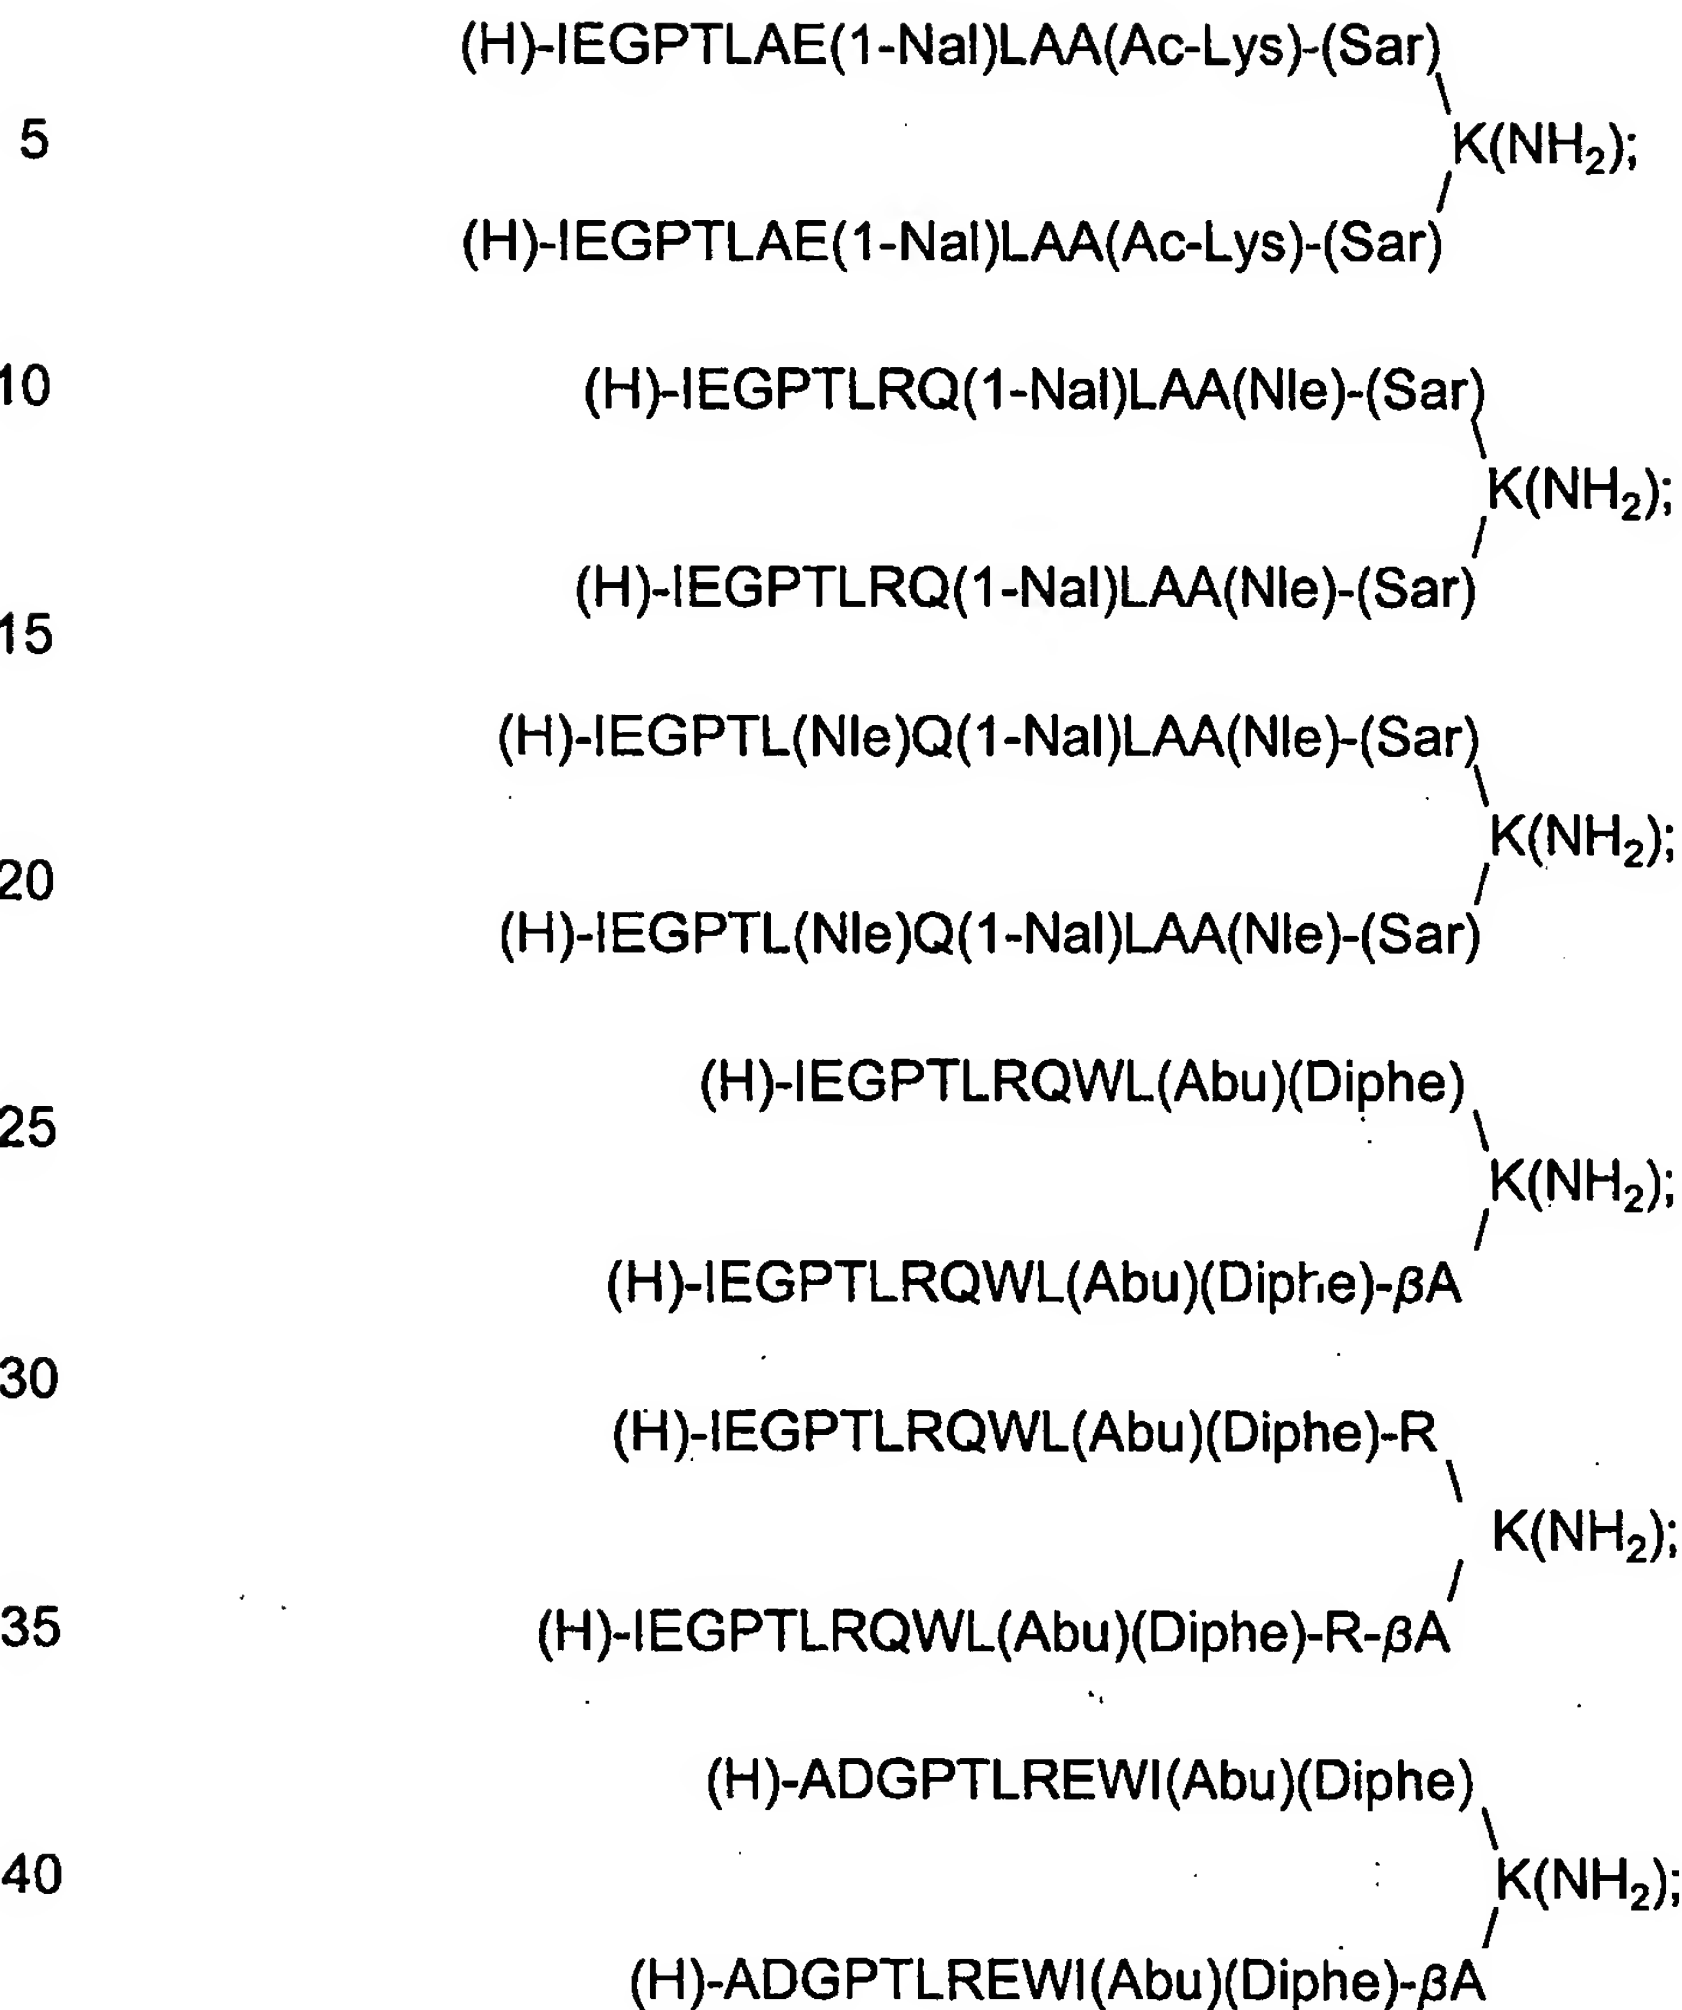 (H)-IEGPTLAE(1-Nal)LAA(Ac-Lys)-(Sar)
5
K(NH₂);
(H)-IEGPTLAE(1-Nal)LAA(Ac-Lys)-(Sar)
10
(H)-IEGPTLRQ(1-Nal)LAA(Nle)-(Sar)
K(NH₂);
(H)-IEGPTLRQ(1-Nal)LAA(Nle)-(Sar)
15
(H)-IEGPTL(Nle)Q(1-Nal)LAA(Nle)-(Sar)
K(NH₂);
20
(H)-IEGPTL(Nle)Q(1-Nal)LAA(Nle)-(Sar)
(H)-IEGPTLRQWL(Abu)(Diphe)
25
K(NH₂);
(H)-IEGPTLRQWL(Abu)(Diphe)-βA
30
(H)-IEGPTLRQWL(Abu)(Diphe)-R
K(NH₂);
35
(H)-IEGPTLRQWL(Abu)(Diphe)-R-βA
(H)-ADGPTLREWI(Abu)(Diphe)
40
K(NH₂);
(H)-ADGPTLREWI(Abu)(Diphe)-βA